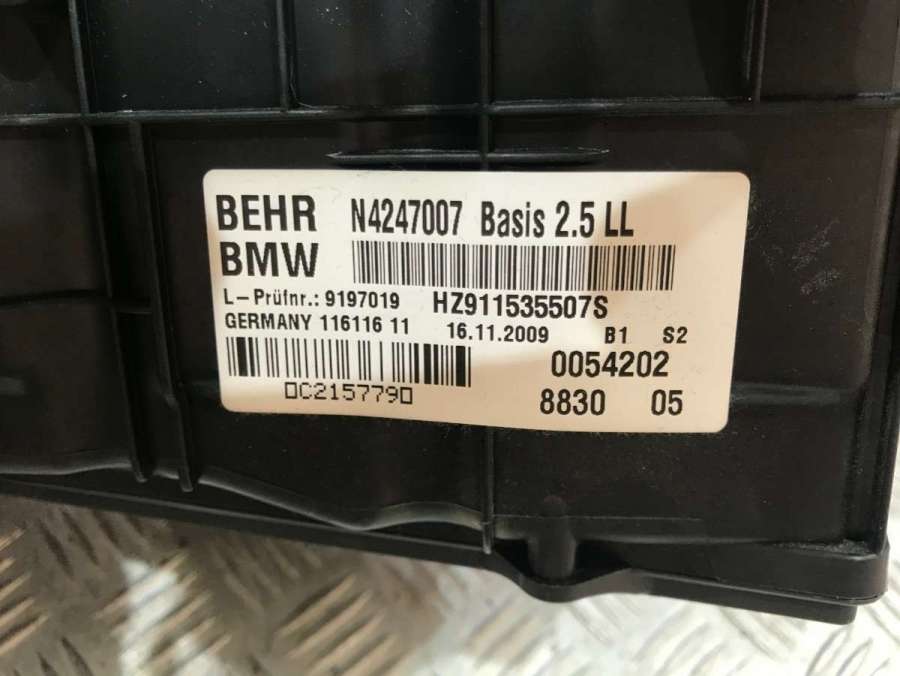 BEHR N4247007 Basis 2.5 LL
BMW
L-Prüfnr.: 9197019 HZ911535507S
GERMANY 116116 11 16.11.2009 B1 S2
0054202
0C2157790
8830 05